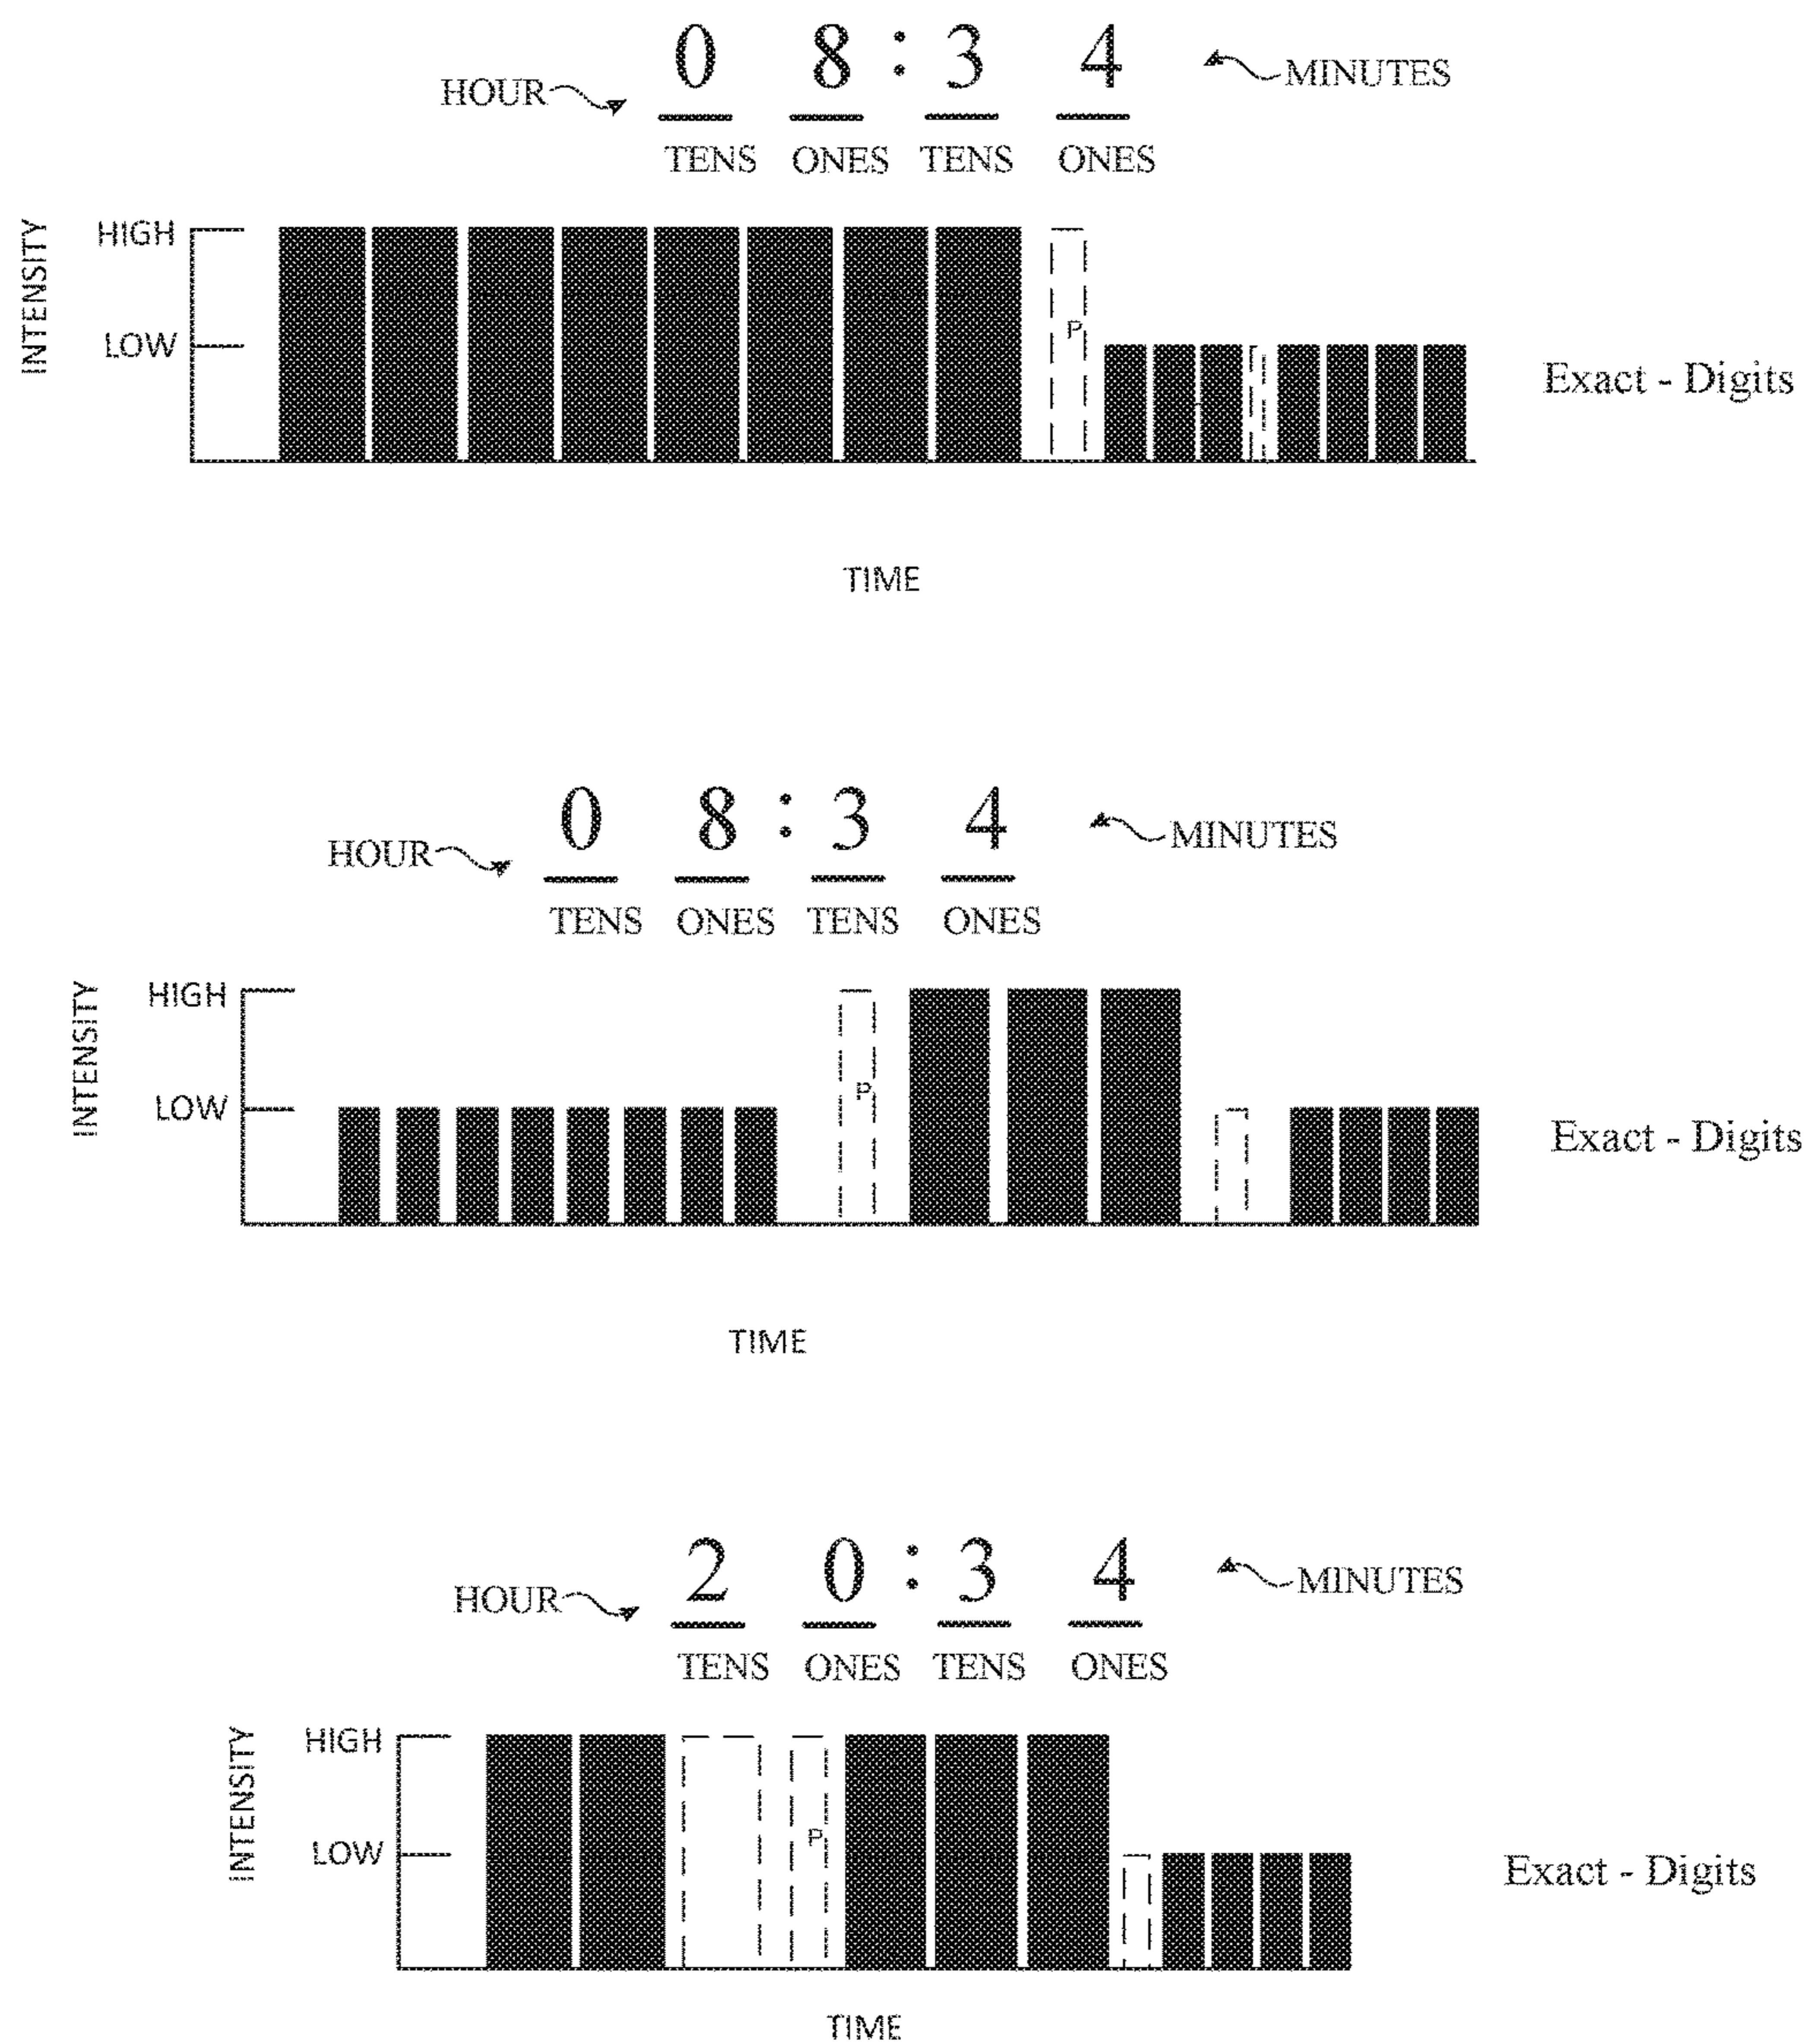 0 8 : 3 4
HOUR
MINUTES
TENS ONES TENS ONES
INTENSITY
HIGH
LOW
P
Exact - Digits
TIME
0 8 : 3 4
HOUR
MINUTES
TENS ONES TENS ONES
INTENSITY
HIGH
LOW
P
Exact - Digits
TIME
2 0 : 3 4
HOUR
MINUTES
TENS ONES TENS ONES
INTENSITY
HIGH
LOW
P
Exact - Digits
TIME